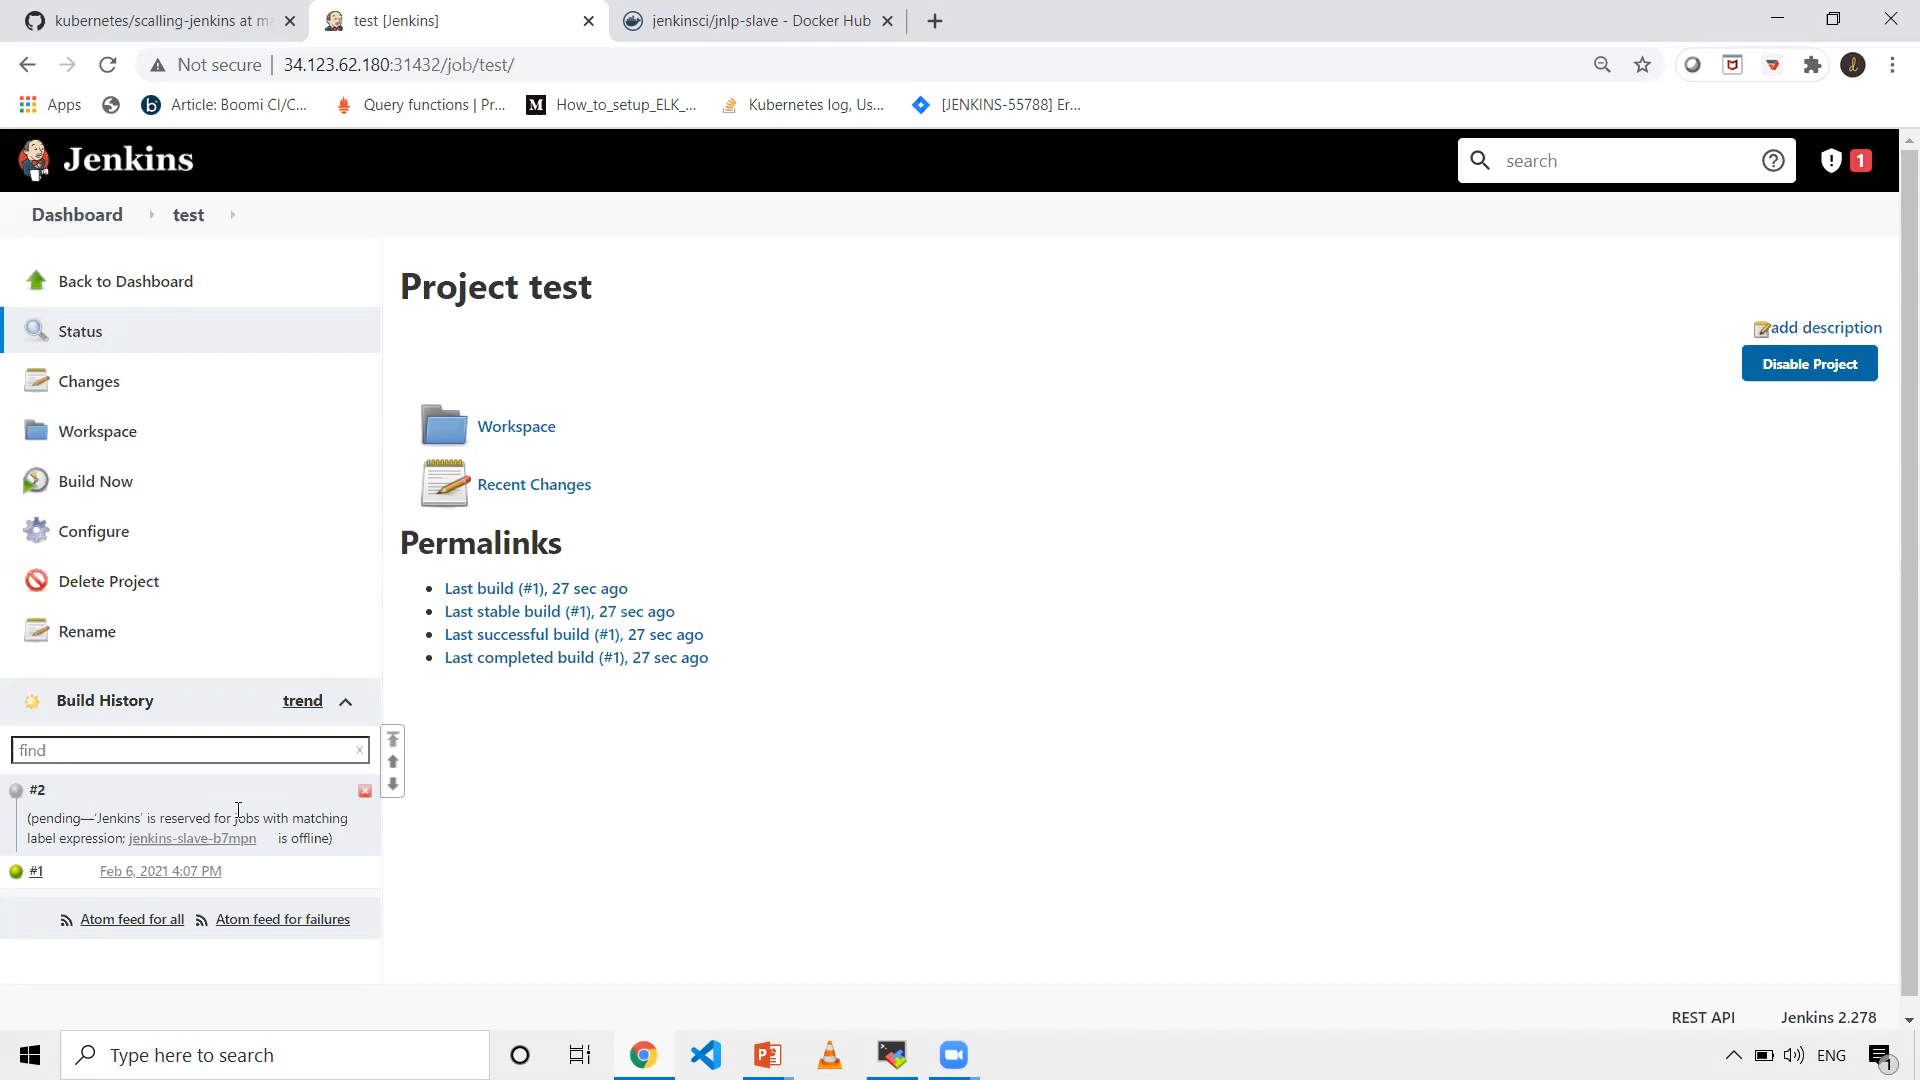 kubernetes/scalling-jenkins at ma
test [Jenkins]
jenkinsci/jnlp-slave - Docker Hub
Not secure
34.123.62.180:31432/job/test/
Apps
Article: Boomi CI/C...
Query functions | Pr...
How_to_setup_ELK_...
Kubernetes log, Us...
[JENKINS-55788] Er...
Jenkins
search
1
Dashboard
test
Back to Dashboard
Status
Changes
Workspace
Build Now
Configure
Delete Project
Rename
Project test
add description
Disable Project
Workspace
Recent Changes
Permalinks
Last build (#1), 27 sec ago
Last stable build (#1), 27 sec ago
Last successful build (#1), 27 sec ago
Last completed build (#1), 27 sec ago
Build History
trend
find
x
#2
(pending—‘Jenkins’ is reserved for jobs with matching
label expression; jenkins-slave-b7mpn is offline)
#1
Feb 6, 2021 4:07 PM
Atom feed for all
Atom feed for failures
REST API
Jenkins 2.278
Type here to search
ENG
1